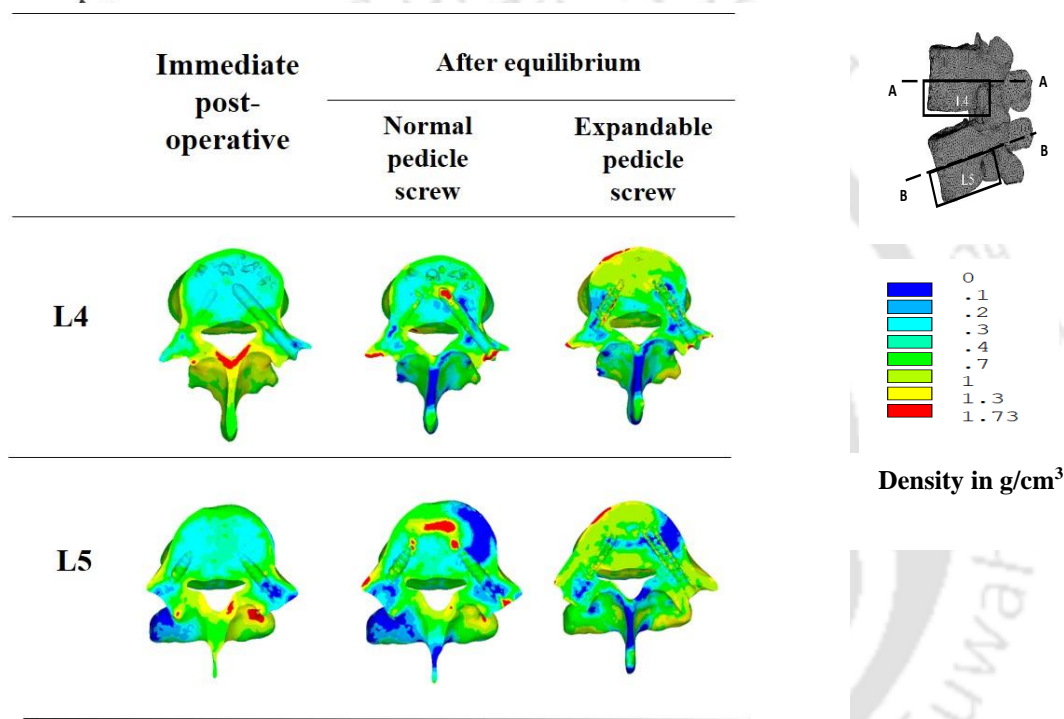 Immediate
post-
operative
After equilibrium
Normal
pedicle
screw
Expandable
pedicle
screw
L4
L5
A
A
L4
B
B
L5
0
.1
.2
.3
.4
.7
1
1.3
1.73
Density in g/cm³
uwa